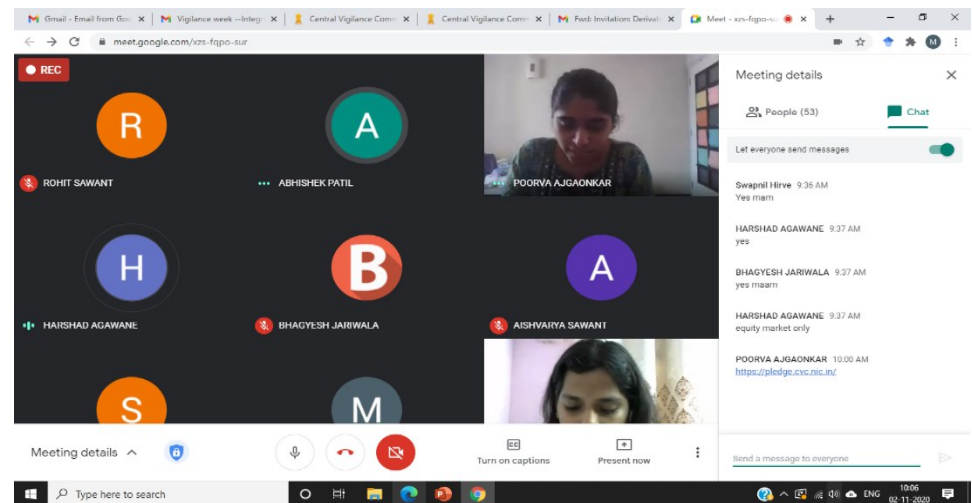 Gmail - Email from Goo
Vigilance week --Integr
Central Vigilance Comm
Central Vigilance Comm
Fwd: Invitation: Derivati
Meet - xzs-fqpo-su
meet.google.com/xzs-fqpo-sur
M
REC
R
A
ROHIT SAWANT
ABHISHEK PATIL
POORVA AJGAONKAR
H
B
A
HARSHAD AGAWANE
BHAGYESH JARIWALA
AISHVARYA SAWANT
S
M
Meeting details
People (53)
Chat
Let everyone send messages
Swapnil Hirve 9:36 AM
Yes mam
HARSHAD AGAWANE 9:37 AM
yes
BHAGYESH JARIWALA 9:37 AM
yes maam
HARSHAD AGAWANE 9:37 AM
equity market only
POORVA AJGAONKAR 10:00 AM
https://pledge.cvc.nic.in/
Send a message to everyone
Meeting details
CC
Turn on captions
Present now
Type here to search
ENG
10:06
02-11-2020